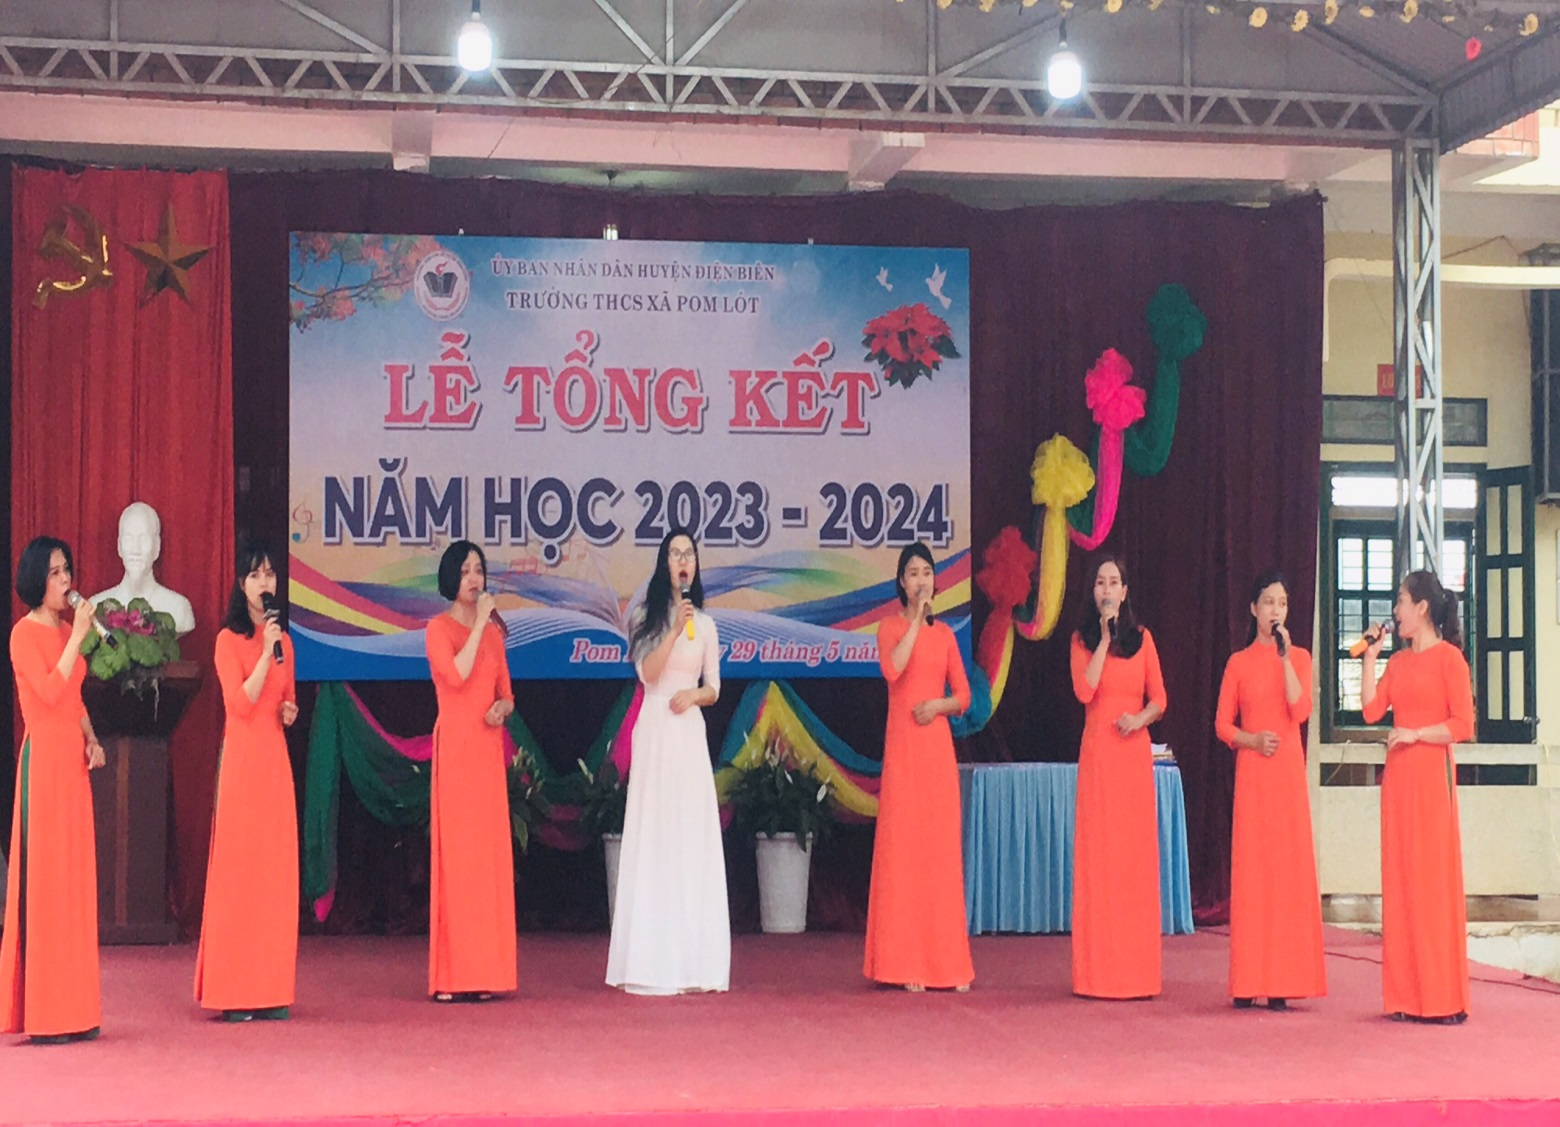 ỦY BAN NHÂN DÂN HUYỆN ĐIỆN BIÊN
TRƯỜNG THCS XÃ POM LÓT
LỄ TỔNG KẾT
NĂM HỌC 2023 - 2024
Pom 29 tháng 5 năm